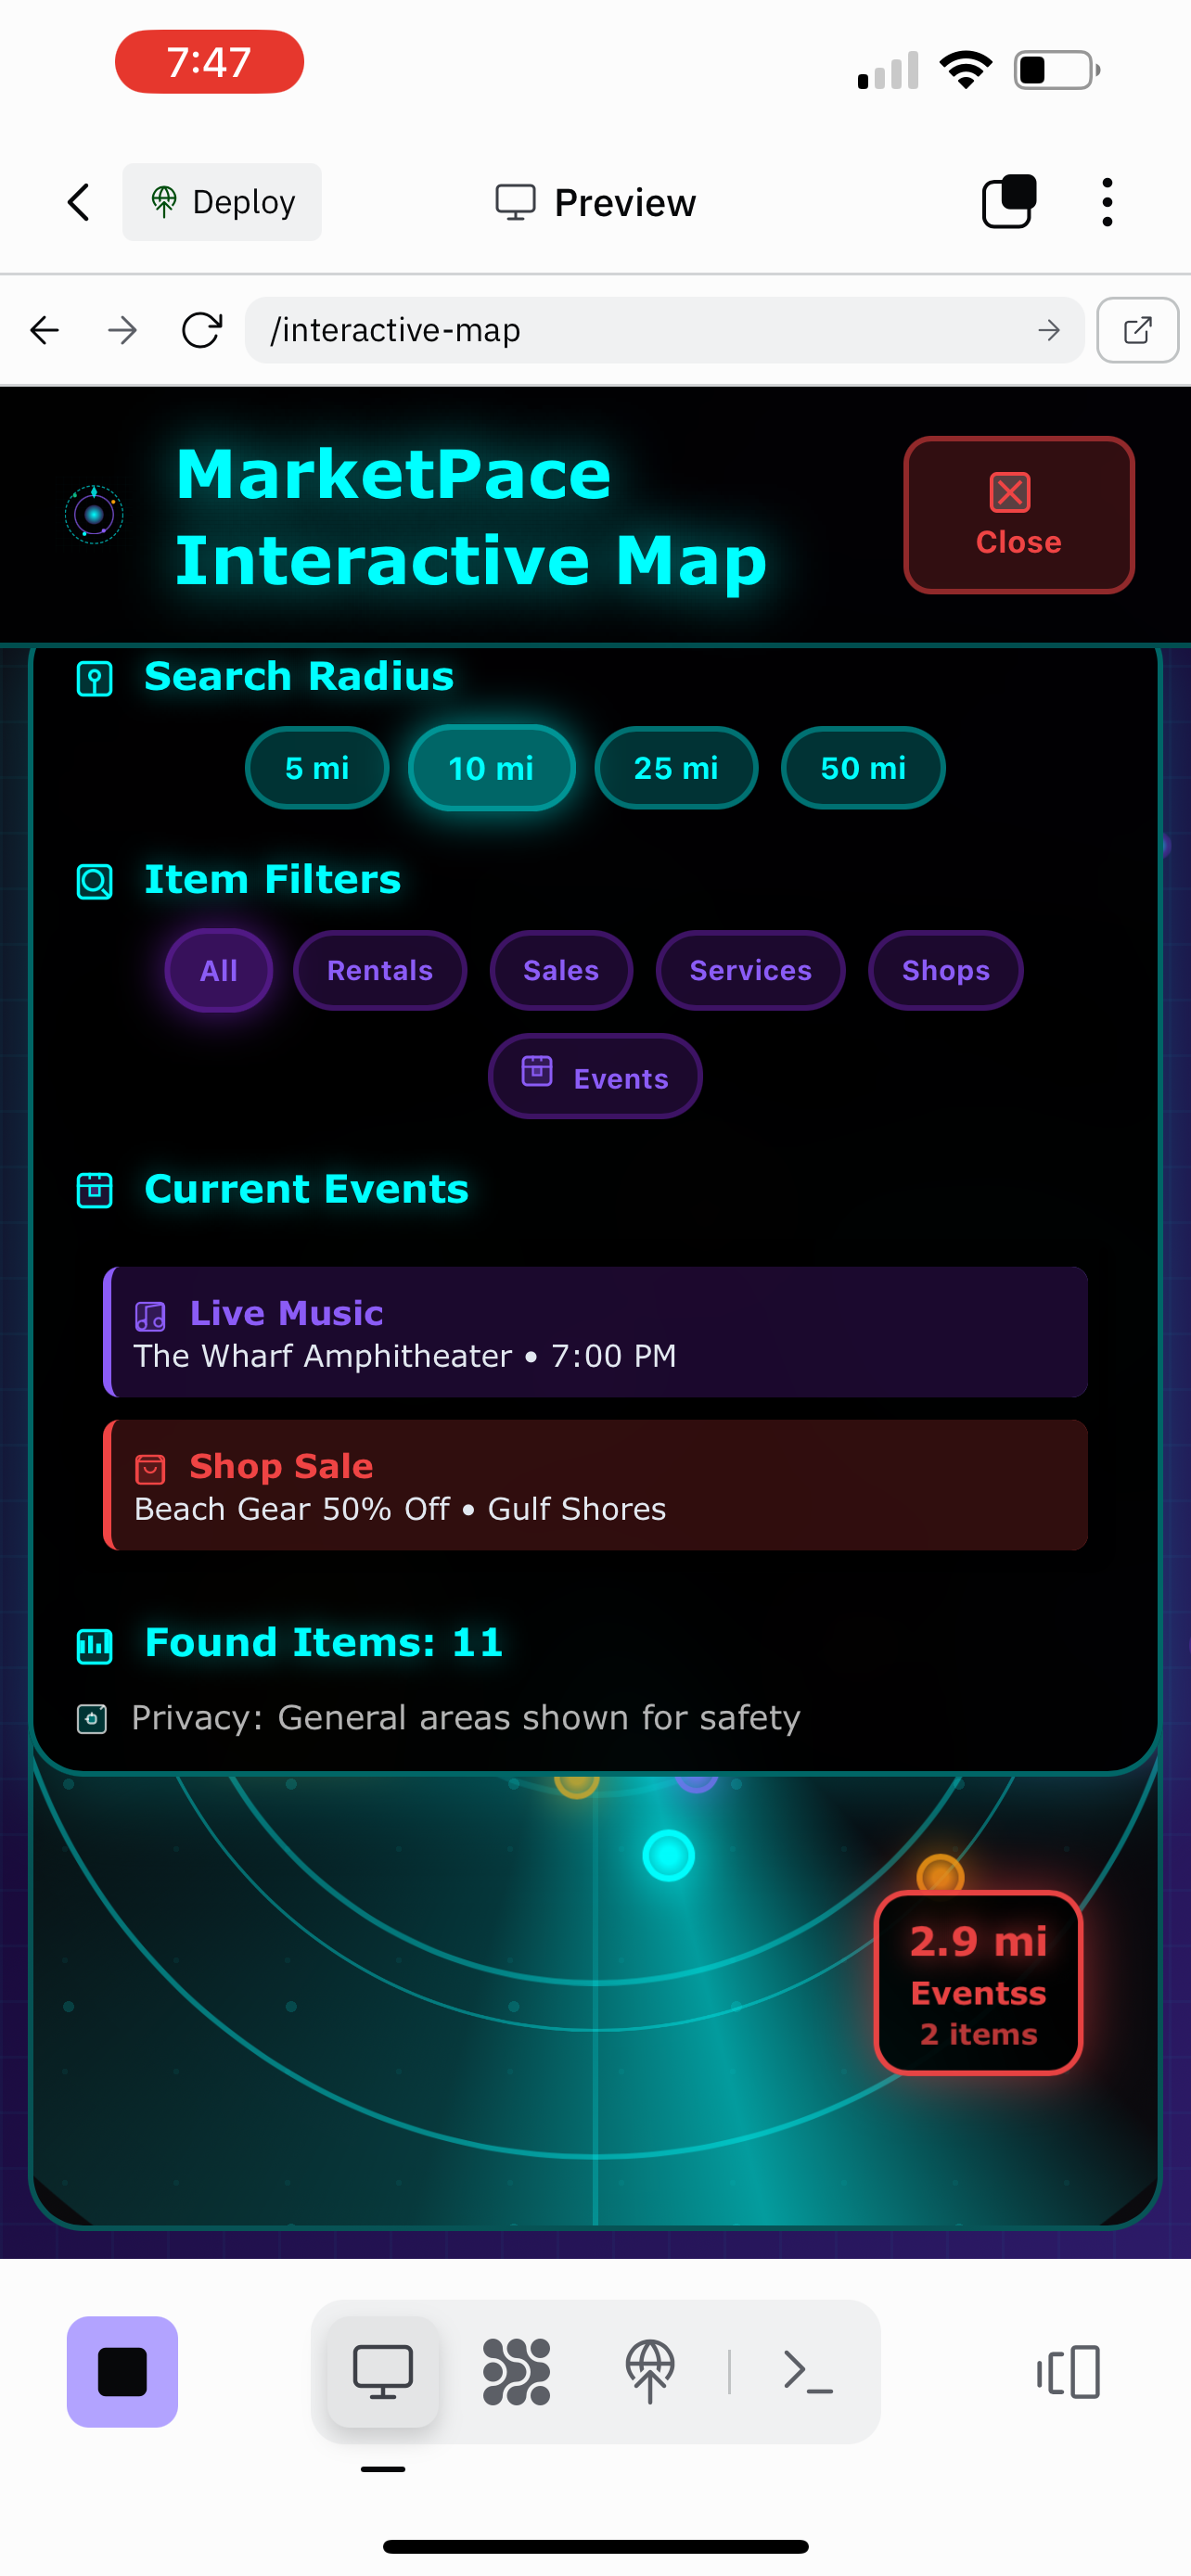 7:47
Deploy
Preview
/interactive-map
MarketPace
Interactive Map
Close
Search Radius
5 mi
10 mi
25 mi
50 mi
Item Filters
All
Rentals
Sales
Services
Shops
Events
Current Events
Live Music
The Wharf Amphitheater • 7:00 PM
Shop Sale
Beach Gear 50% Off • Gulf Shores
Found Items: 11
Privacy: General areas shown for safety
2.9 mi
Eventss
2 items